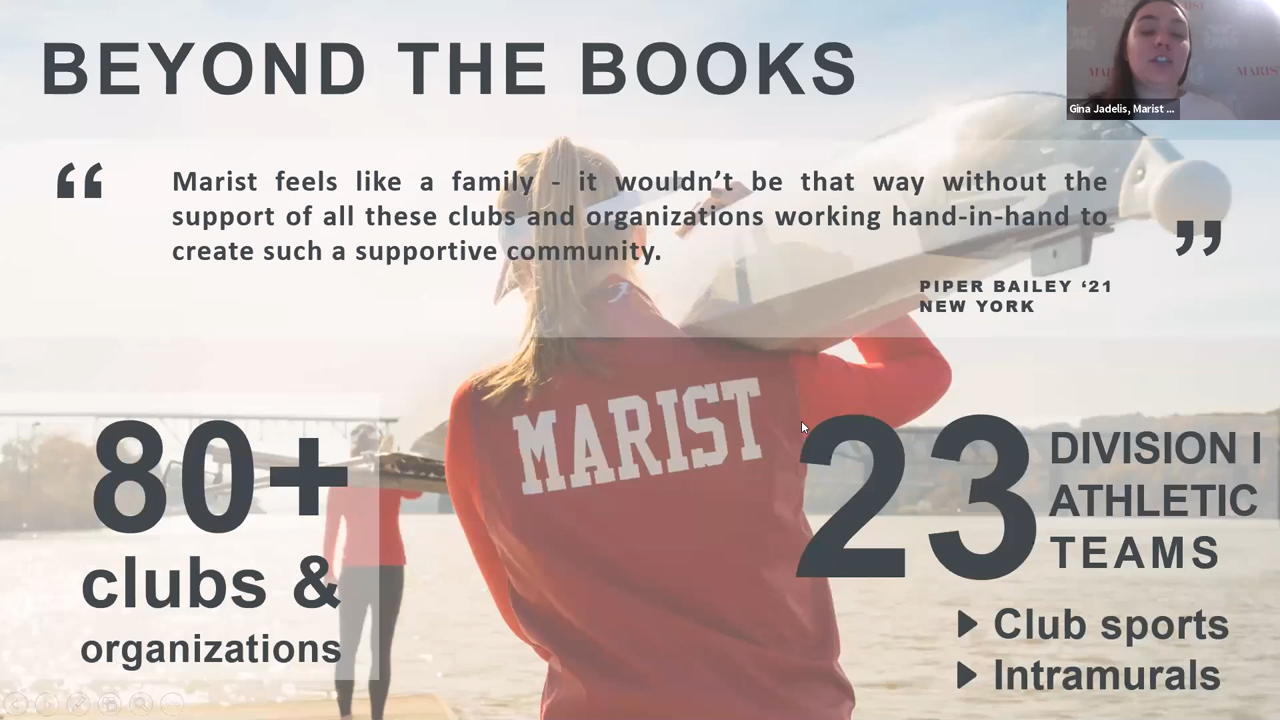 BEYOND THE BOOKS
Gina Jadelis, Marist ...
“
Marist feels like a family - it wouldn’t be that way without the
support of all these clubs and organizations working hand-in-hand to
create such a supportive community.
”
PIPER BAILEY ‘21
NEW YORK
MARIST
80+
clubs &
organizations
23
DIVISION I
ATHLETIC
TEAMS
Club sports
Intramurals